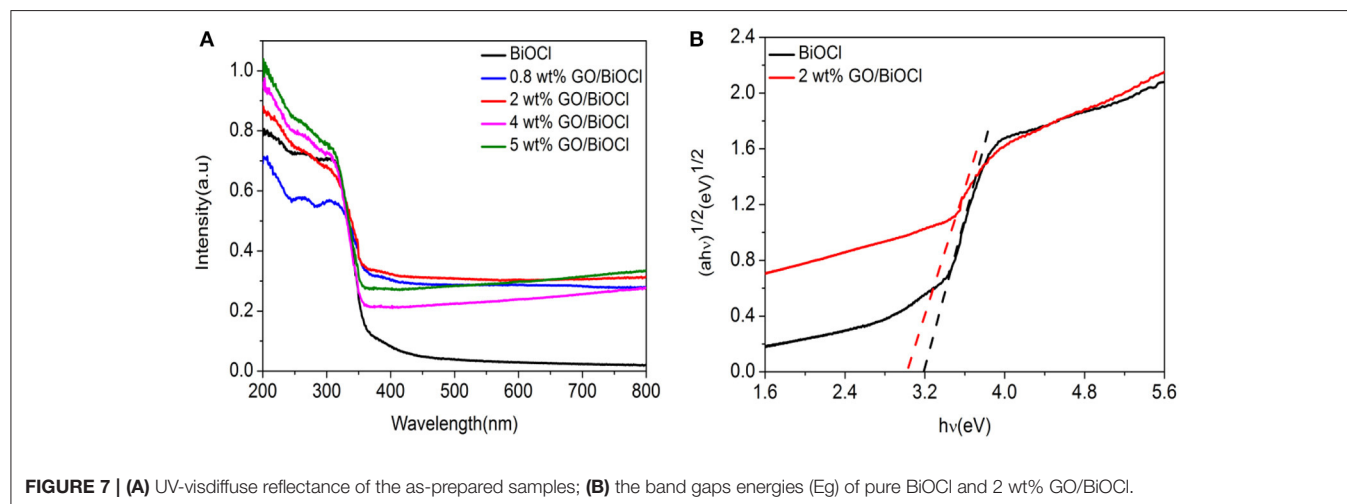 A
BiOCl
0.8 wt% GO/BiOCl
2 wt% GO/BiOCl
4 wt% GO/BiOCl
5 wt% GO/BiOCl
1.0
0.8
0.6
0.4
0.2
0.0
Intensity(a.u)
200 300 400 500 600 700 800
Wavelength(nm)
B
BiOCl
2 wt% GO/BiOCl
2.4
2.0
1.6
1.2
0.8
0.4
0.0
(ahν)1/2(eV)1/2
1.6 2.4 3.2 4.0 4.8 5.6
hν(eV)
FIGURE 7 | (A) UV-visdiffuse reflectance of the as-prepared samples; (B) the band gaps energies (Eg) of pure BiOCl and 2 wt% GO/BiOCl.